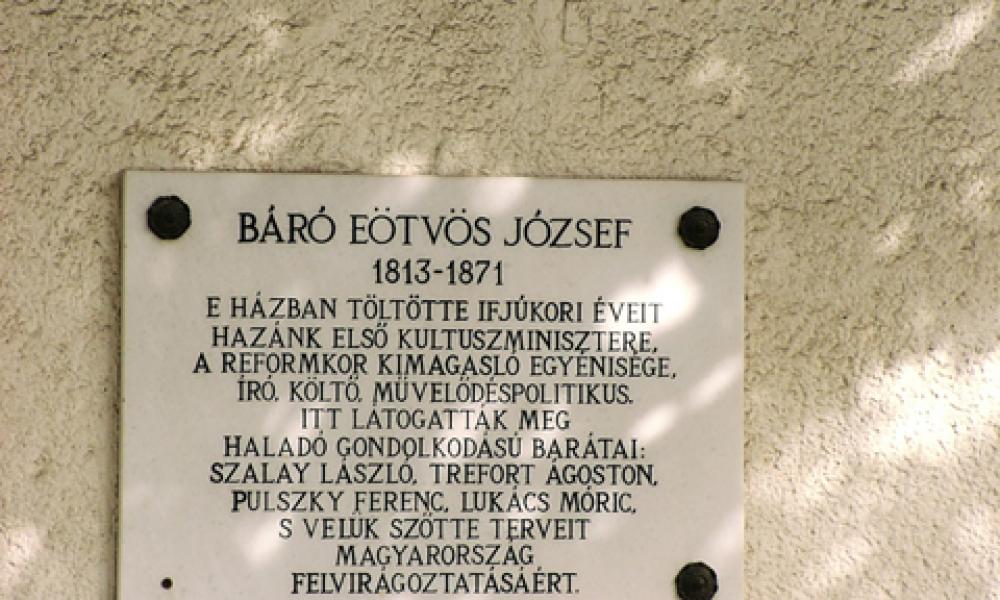 BÁRÓ EÖTVÖS JÓZSEF
1813-1871
E HÁZBAN TÖLTÖTTE IFJÚKORI ÉVEIT
HAZÁNK ELSŐ KULTUSZMINISZTERE,
A REFORMKOR KIMAGASLÓ EGYÉNISÉGE,
ÍRÓ, KÖLTŐ, MŰVELŐDÉSPOLITIKUS.
ITT LÁTOGATTÁK MEG
HALADÓ GONDOLKODÁSÚ BARÁTAI:
SZALAY LÁSZLÓ, TREFORT ÁGOSTON,
PULSZKY FERENC, LUKÁCS MÓRIC,
S VELÜK SZŐTTE TERVEIT
MAGYARORSZÁG
FELVIRÁGOZTATÁSÁÉRT.